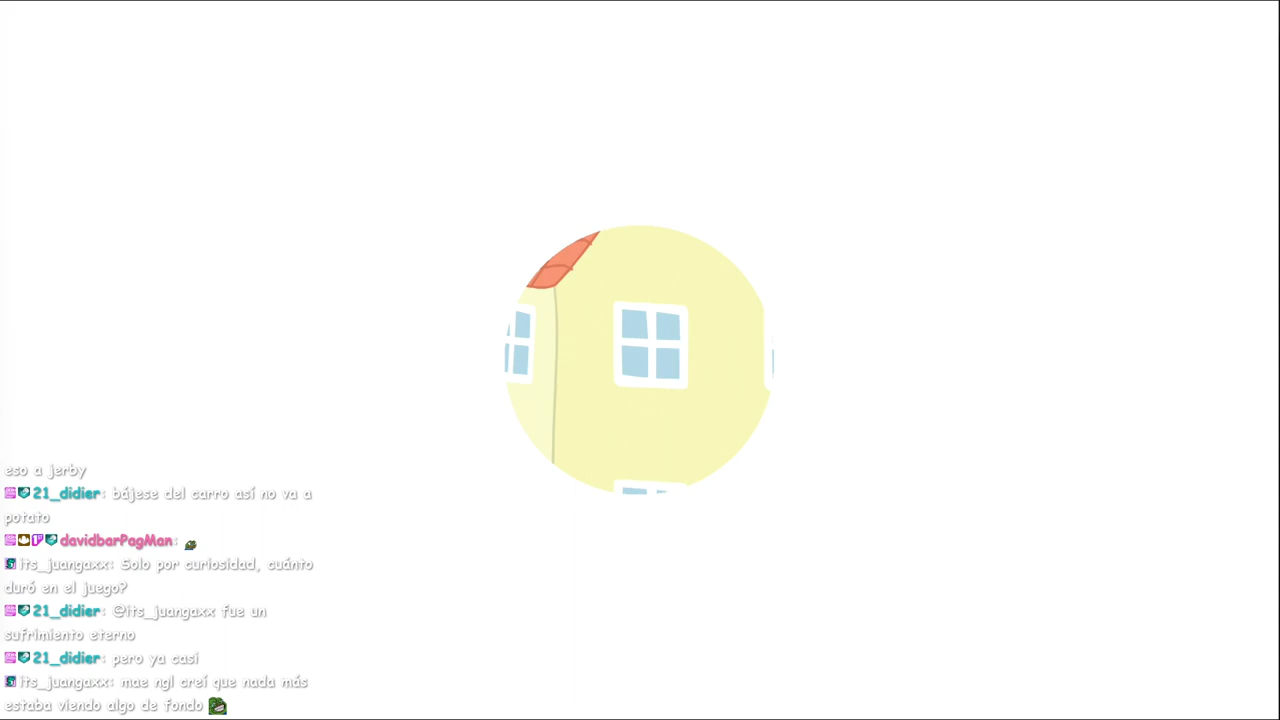 eso a jerby
21_didier: bájese del carro así no va a
potato
davidbarPagMan:
its_juangaxx: Solo por curiosidad, cuánto
duró en el juego?
21_didier: @its_juangaxx fue un
sufrimiento eterno
21_didier: pero ya casi
its_juangaxx: mae ngl creí que nada más
estaba viendo algo de fondo